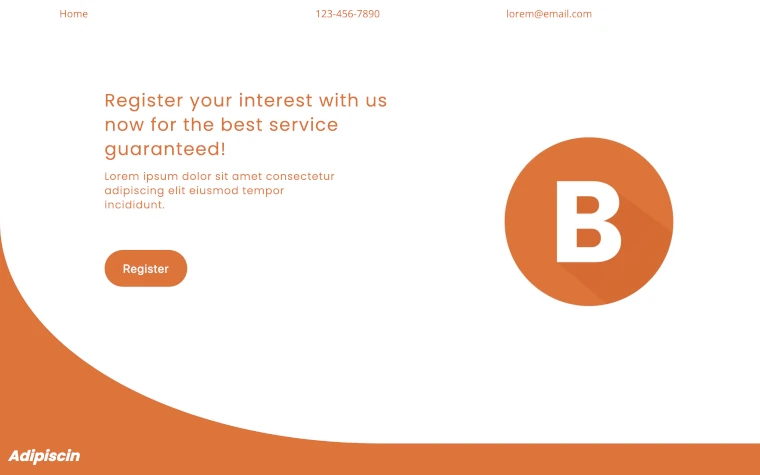 Home
123-456-7890
lorem@email.com
Register your interest with us
now for the best service
guaranteed!
Lorem ipsum dolor sit amet consectetur
adipiscing elit eiusmod tempor
incididunt.
Register
B
Adipiscin